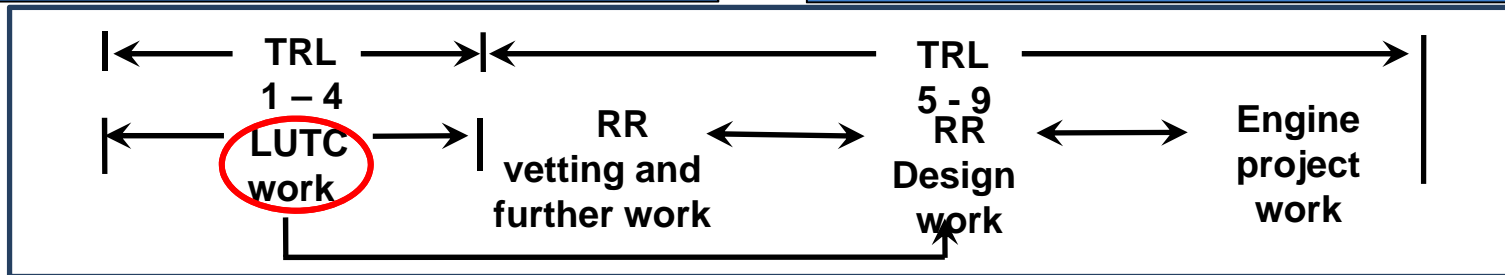 TRL
1 – 4
TRL
5 - 9
LUTC
work
RR
vetting and
further work
RR
Design
work
Engine
project
work